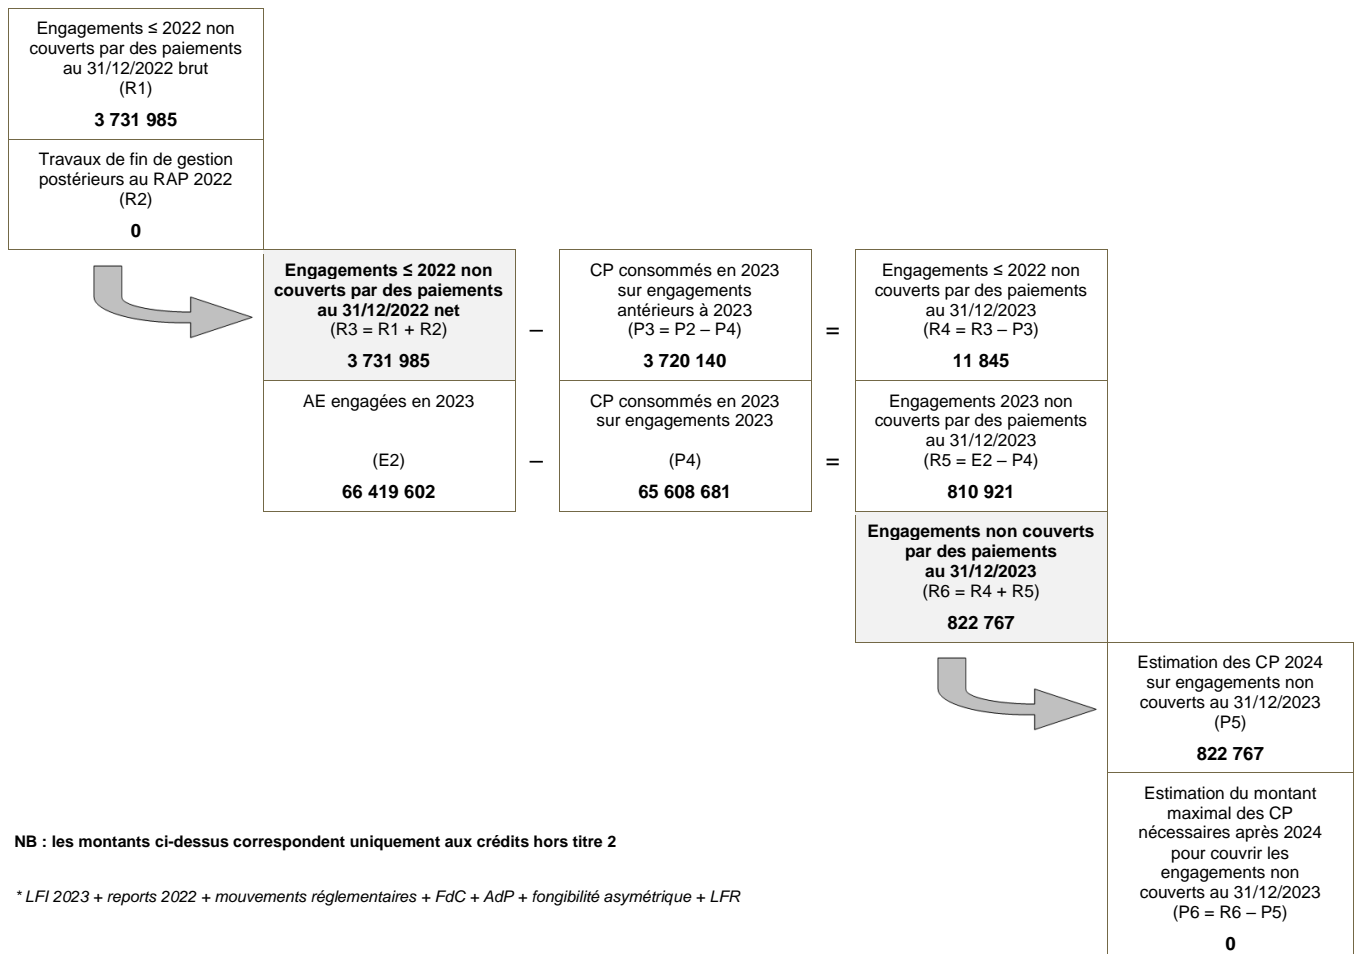 Engagements ≤ 2022 non
couverts par des paiements
au 31/12/2022 brut
(R1)
3 731 985
Travaux de fin de gestion
postérieurs au RAP 2022
(R2)
0
Engagements ≤ 2022 non
couverts par des paiements
au 31/12/2022 net
(R3 = R1 + R2)
3 731 985
–
CP consommés en 2023
sur engagements
antérieurs à 2023
(P3 = P2 – P4)
3 720 140
=
Engagements ≤ 2022 non
couverts par des paiements
au 31/12/2023
(R4 = R3 – P3)
11 845
AE engagées en 2023
(E2)
66 419 602
–
CP consommés en 2023
sur engagements 2023
(P4)
65 608 681
=
Engagements 2023 non
couverts par des paiements
au 31/12/2023
(R5 = E2 – P4)
810 921
Engagements non couverts
par des paiements
au 31/12/2023
(R6 = R4 + R5)
822 767
Estimation des CP 2024
sur engagements non
couverts au 31/12/2023
(P5)
822 767
Estimation du montant
maximal des CP
nécessaires après 2024
pour couvrir les
engagements non
couverts au 31/12/2023
(P6 = R6 – P5)
0
NB : les montants ci-dessus correspondent uniquement aux crédits hors titre 2
* LFI 2023 + reports 2022 + mouvements réglementaires + FdC + AdP + fongibilité asymétrique + LFR